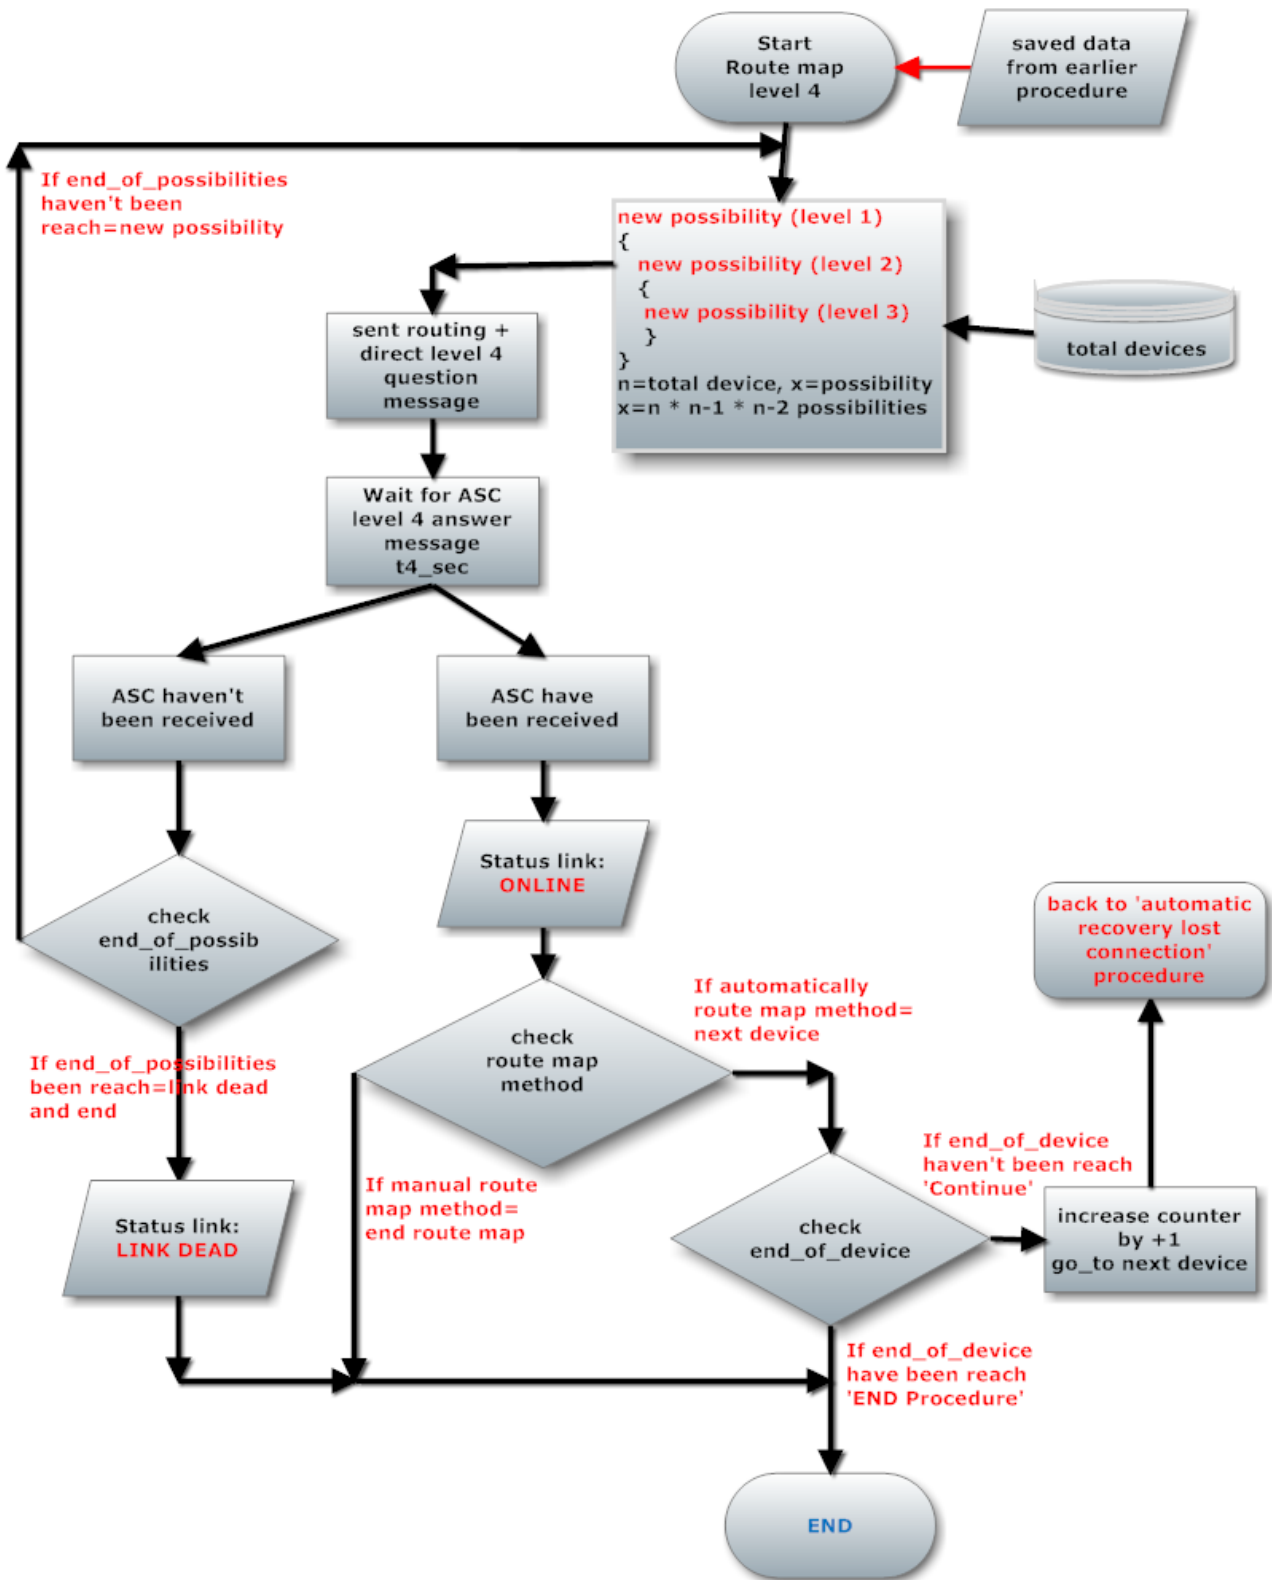 Start
Route map
level 4
saved data
from earlier
procedure
If end_of_possibilities
haven't been
reach=new possibility
new possibility (level 1)
{
new possibility (level 2)
{
new possibility (level 3)
}
}
n=total device, x=possibility
x=n * n-1 * n-2 possibilities
total devices
sent routing +
direct level 4
question
message
Wait for ASC
level 4 answer
message
t4_sec
ASC haven't
been received
ASC have
been received
Status link:
ONLINE
check
end_of_possib
ilities
back to 'automatic
recovery lost
connection'
procedure
If automatically
route map method=
next device
check
route map
method
If end_of_possibilities
been reach=link dead
and end
If end_of_device
haven't been reach
'Continue'
If manual route
map method=
end route map
Status link:
LINK DEAD
check
end_of_device
increase counter
by +1
go_to next device
If end_of_device
have been reach
'END Procedure'
END